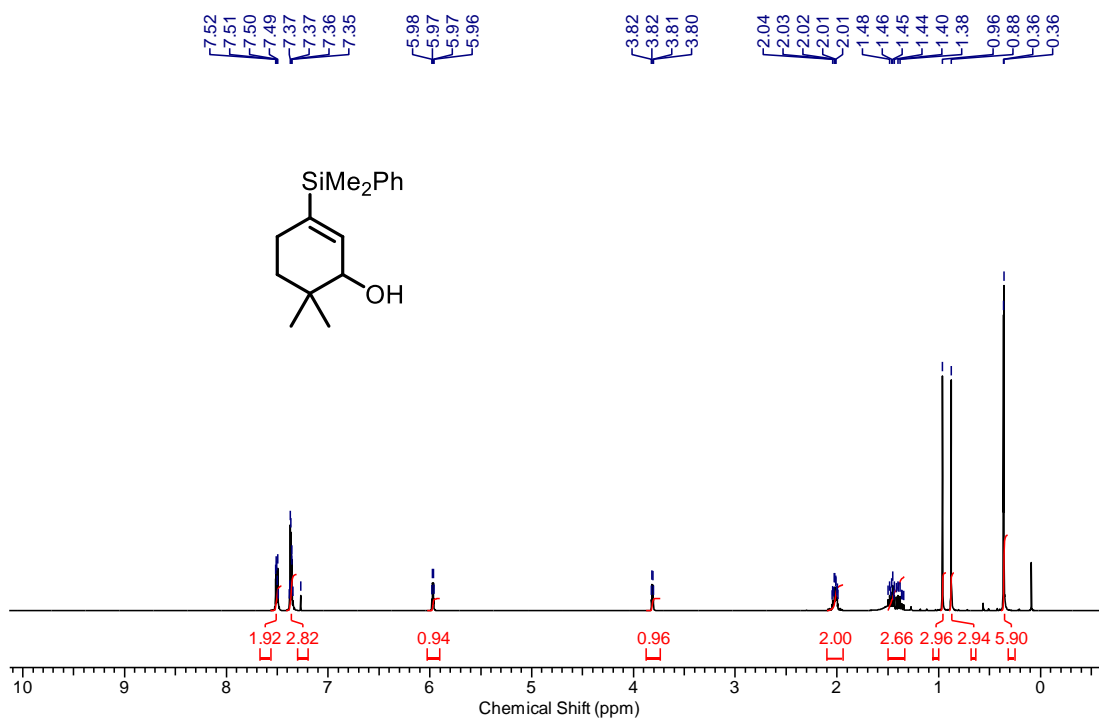 7.52 7.51 7.50 7.49 7.37 7.37 7.36 7.35 5.98 5.97 5.97 5.96 3.82 3.82 3.81 3.80 2.04 2.03 2.02 2.01 2.01 1.48 1.46 1.45 1.44 1.40 1.38 0.96 0.88 0.36 0.36
SiMe2Ph
OH
1.92 2.82 0.94 0.96 2.00 2.66 2.96 2.94 5.90
10 9 8 7 6 5 4 3 2 1 0
Chemical Shift (ppm)